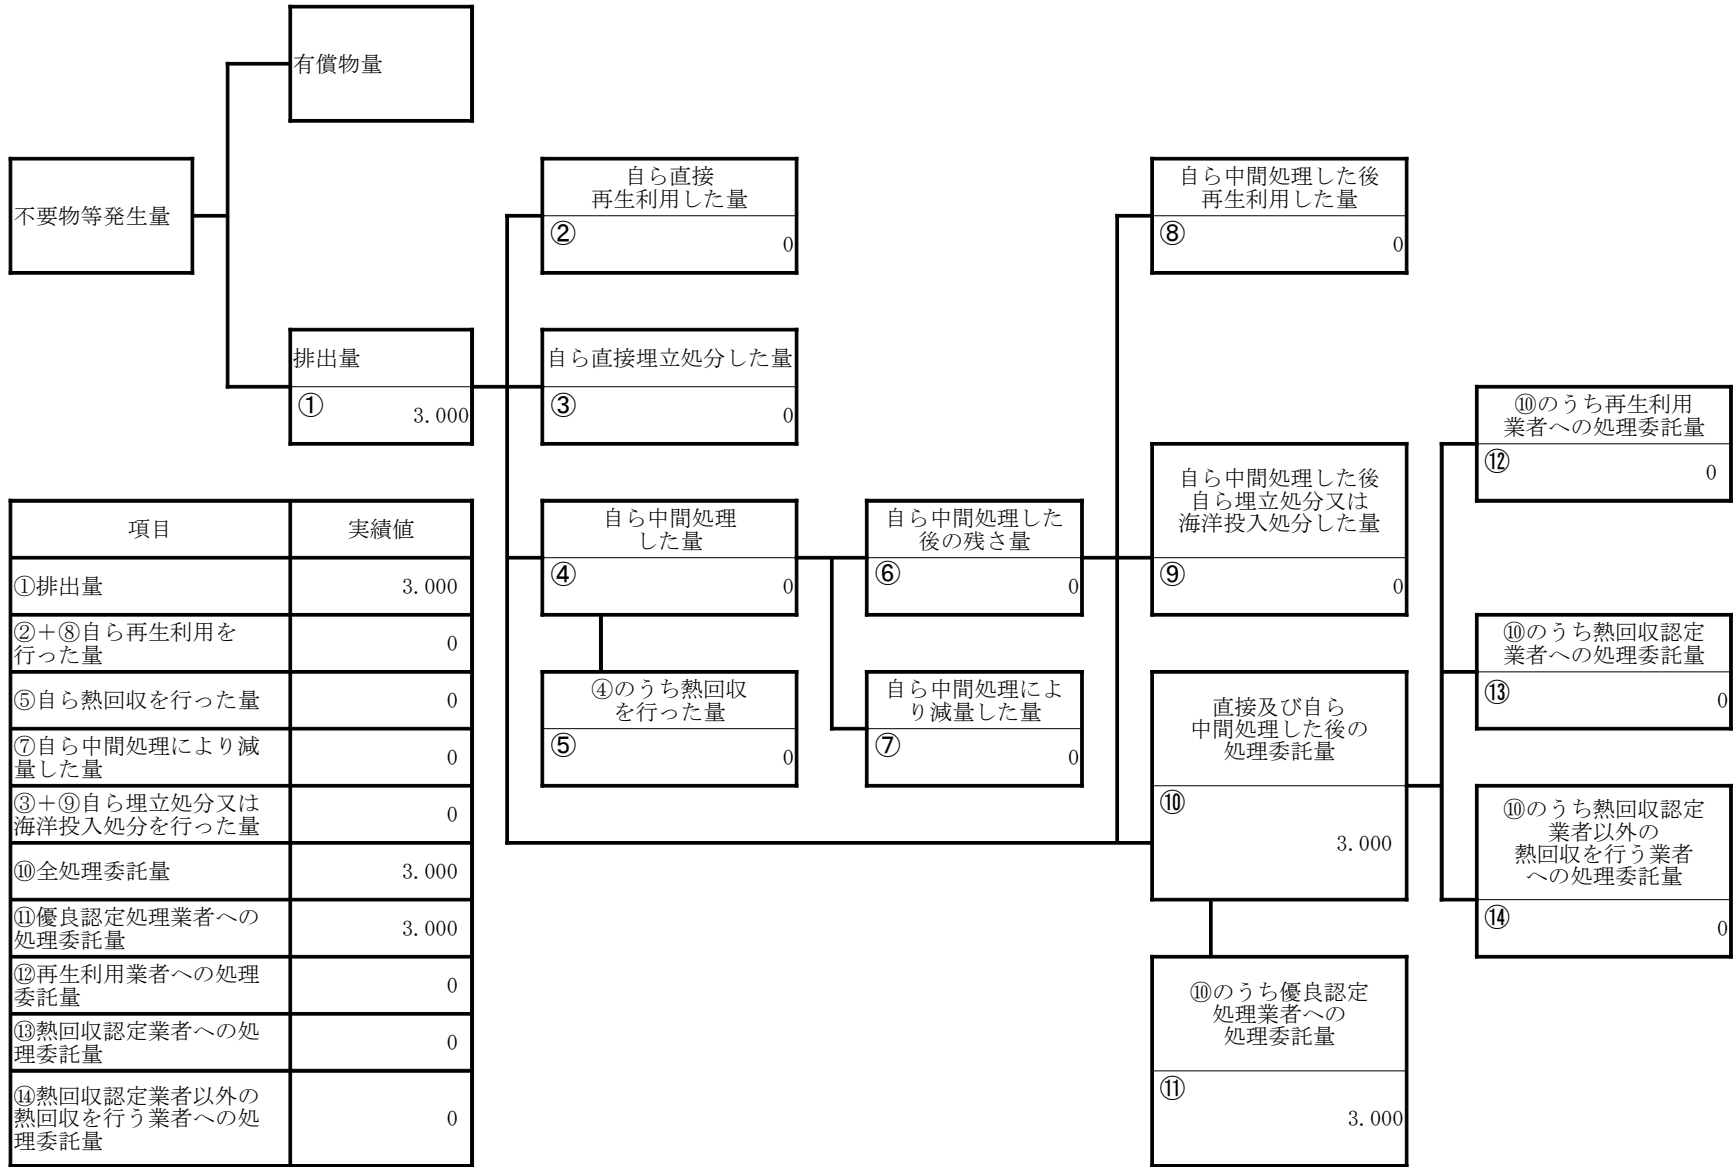 有償物量
不要物等発生量
自ら直接
再生利用した量
②
0
自ら中間処理した後
再生利用した量
⑧
0
排出量
①
3.000
自ら直接埋立処分した量
③
0
⑩のうち再生利用
業者への処理委託量
⑫
0
自ら中間処理した後
自ら埋立処分又は
海洋投入処分した量
⑨
0
自ら中間処理
した量
④
0
自ら中間処理した
後の残さ量
⑥
0
⑩のうち熱回収認定
業者への処理委託量
⑬
0
④のうち熱回収
を行った量
⑤
0
自ら中間処理によ
り減量した量
⑦
0
直接及び自ら
中間処理した後の
処理委託量
⑩
3.000
⑩のうち熱回収認定
業者以外の
熱回収を行う業者
への処理委託量
⑭
0
⑩のうち優良認定
処理業者への
処理委託量
⑪
3.000
項目 実績値
①排出量 3.000
②＋⑧自ら再生利用を
行った量
0
⑤自ら熱回収を行った量 0
⑦自ら中間処理により減
量した量
0
③＋⑨自ら埋立処分又は
海洋投入処分を行った量
0
⑩全処理委託量 3.000
⑪優良認定処理業者への
処理委託量
3.000
⑫再生利用業者への処理
委託量
0
⑬熱回収認定業者への処
理委託量
0
⑭熱回収認定業者以外の
熱回収を行う業者への処
理委託量
0